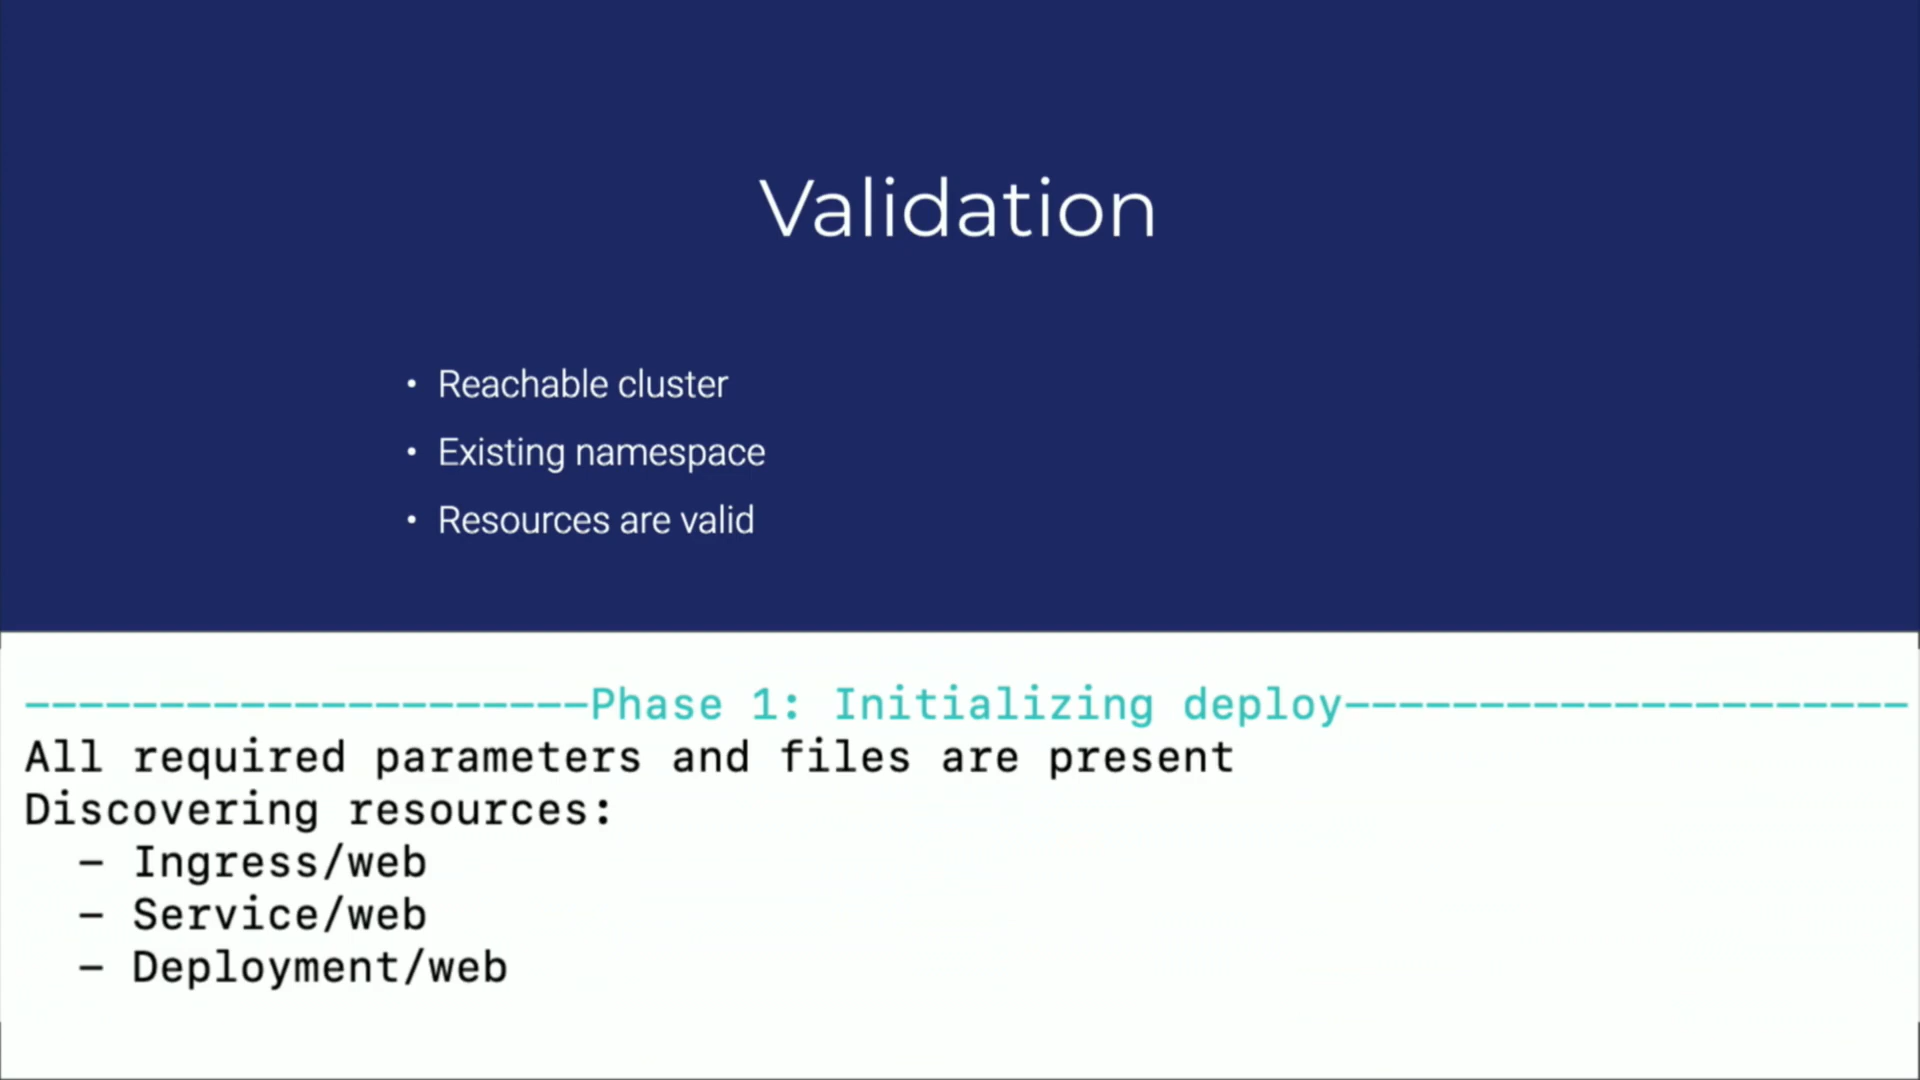 Validation
• Reachable cluster
• Existing namespace
• Resources are valid
---------------------Phase 1: Initializing deploy---------------------
All required parameters and files are present
Discovering resources:
- Ingress/web
- Service/web
- Deployment/web